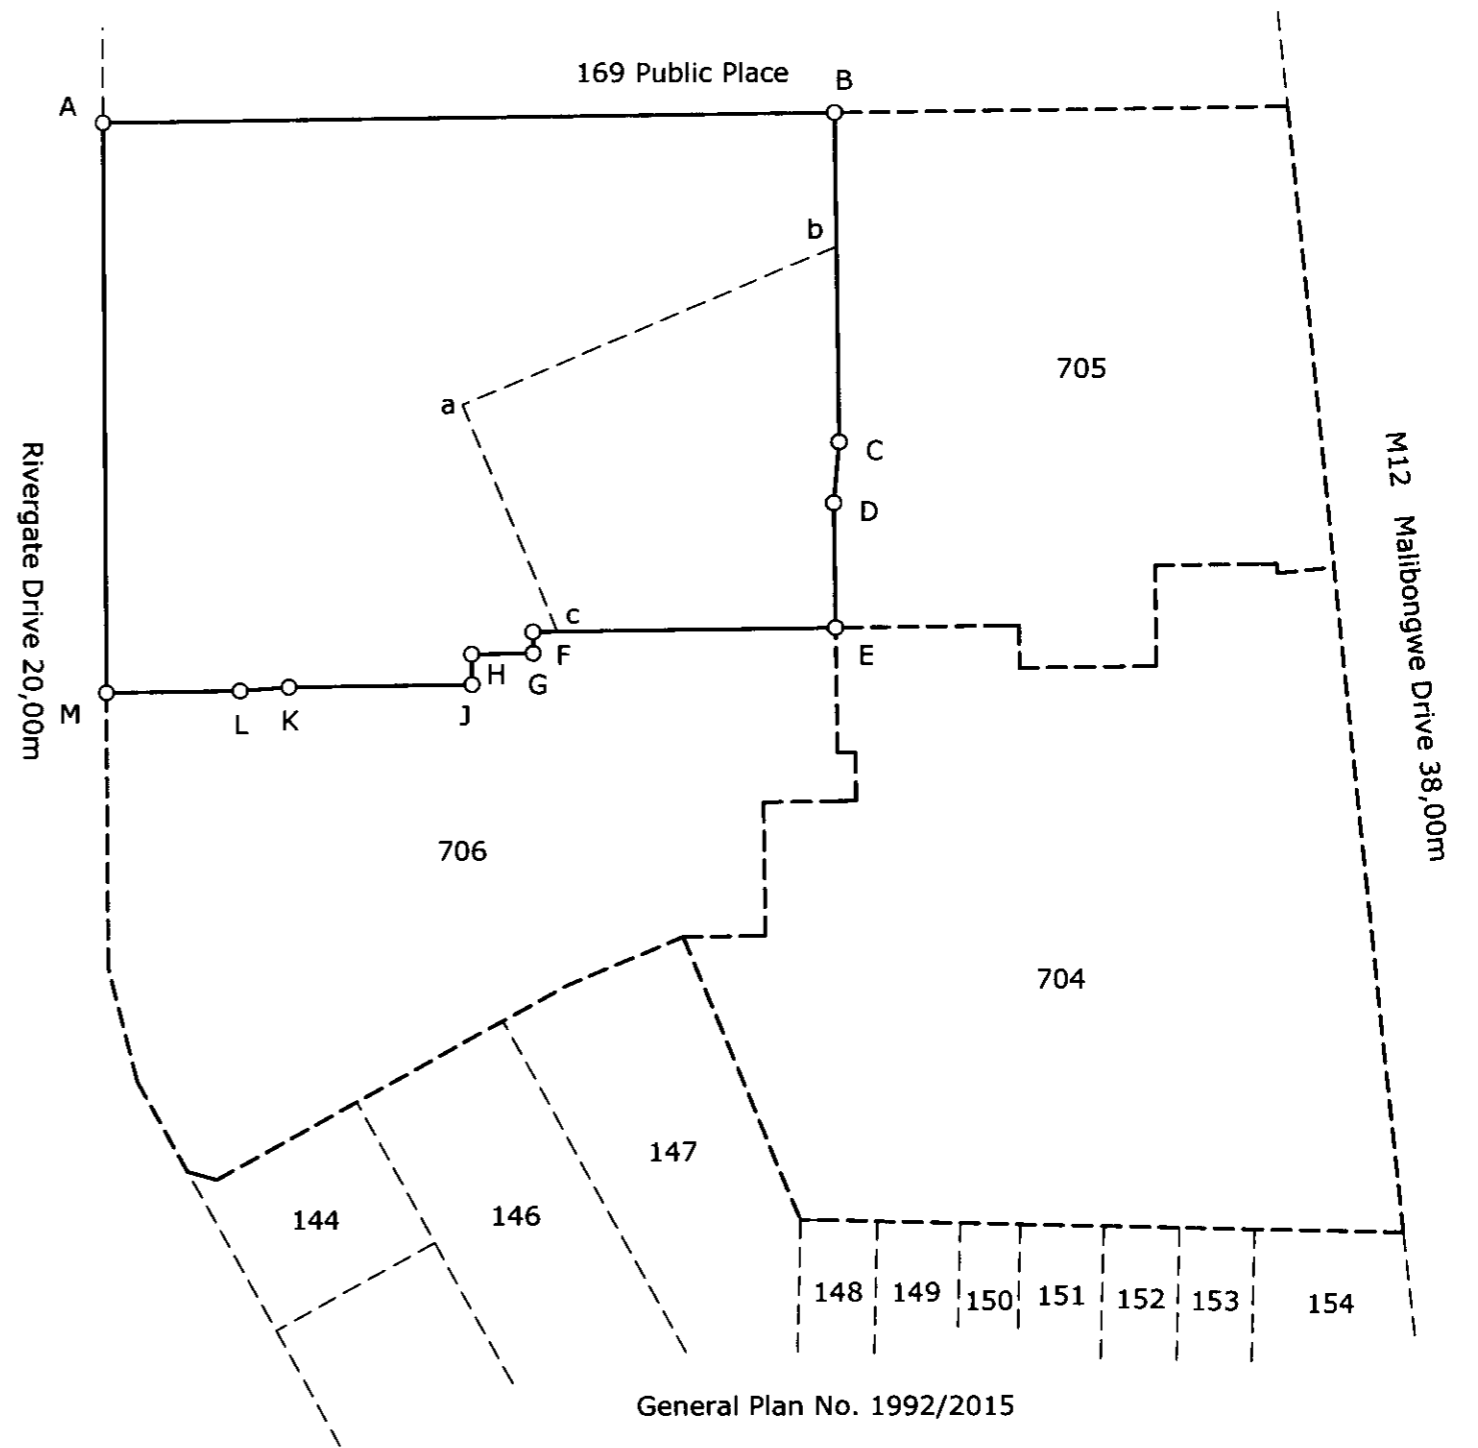 169 Public Place
A
B
b
705
a
C
D
Rivergate Drive 20,00m
M12 Malibongwe Drive 38,00m
c
F
E
H
G
M
L
K
J
706
704
147
144
146
148
149
150
151
152
153
154
General Plan No. 1992/2015